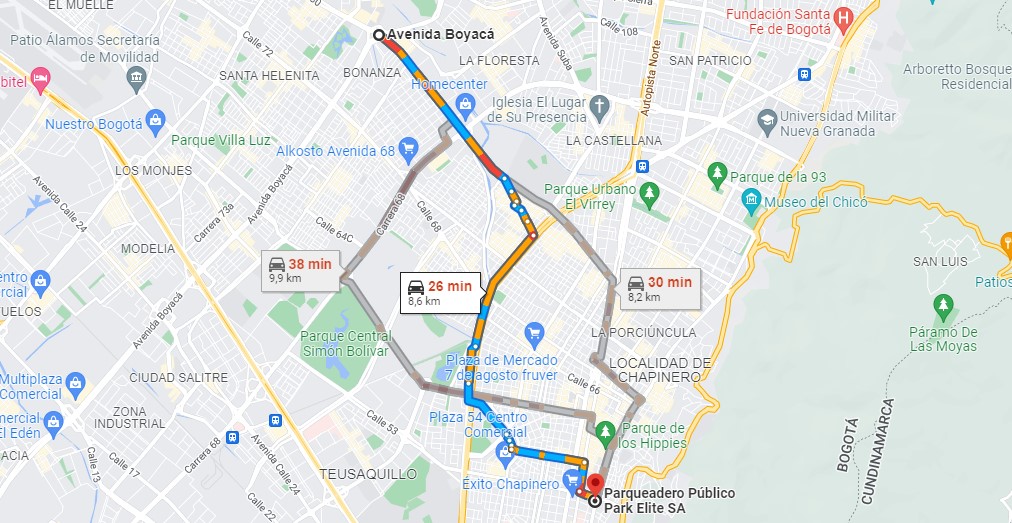 EL MUELLE
Patio Álamos Secretaría
de Movilidad
Calle 72
SANTA HELENITA
Avenida Boyacá
BONANZA
LA FLORESTA
Homecenter
Avenida Suba
Calle 108
Autopista Norte
SAN PATRICIO
Fundación Santa
Fe de Bogotá
Arboretto Bosque
Residencial
bitel
Nuestro Bogotá
Parque Villa Luz
Alkosto Avenida 68
Iglesia El Lugar
de Su Presencia
LA CASTELLANA
Universidad Militar
Nueva Granada
LOS MONJES
Avenida Calle 24
Carrera 73a
Avenida Boyacá
Carrera 68
Calle 68
Calle 64C
Parque Urbano
El Virrey
Parque de la 93
Museo del Chicó
MODELIA
38 min
9,9 km
26 min
8,6 km
30 min
8,2 km
SAN LUIS
Patios
entro
ercial
UELOS
Avenida Boyacá
Parque Central
Simón Bolívar
LA PORCIÚNCULA
Páramo De
Las Moyas
Plaza de Mercado
7 de agosto fruver
LOCALIDAD DE
CHAPINERO
Calle 66
Multiplaza
Comercial
CIUDAD SALITRE
ZONA
INDUSTRIAL
mercial
El Edén
ACIA
Calle 13
Calle 17
Carrera 68
Avenida Calle 24
Calle 53
TEUSAQUILLO
Plaza 54 Centro
Comercial
Parque de
los Hippies
Éxito Chapinero
Parqueadero Público
Park Elite SA
BOGOTÁ
CUNDINAMARCA